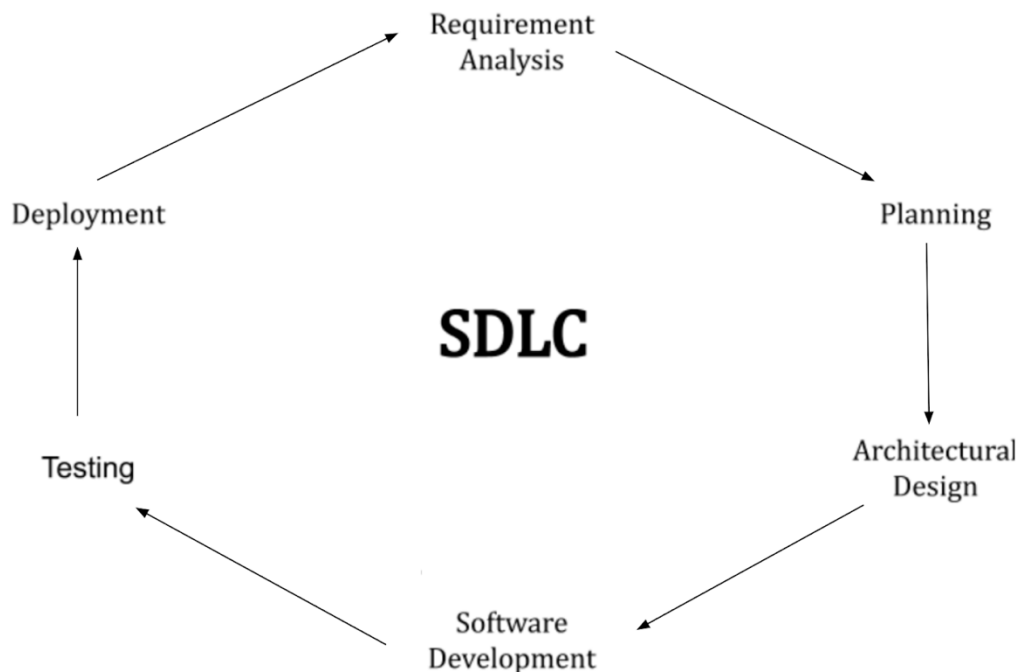 Requirement
Analysis
Deployment
Planning
SDLC
Testing
Architectural
Design
Software
Development